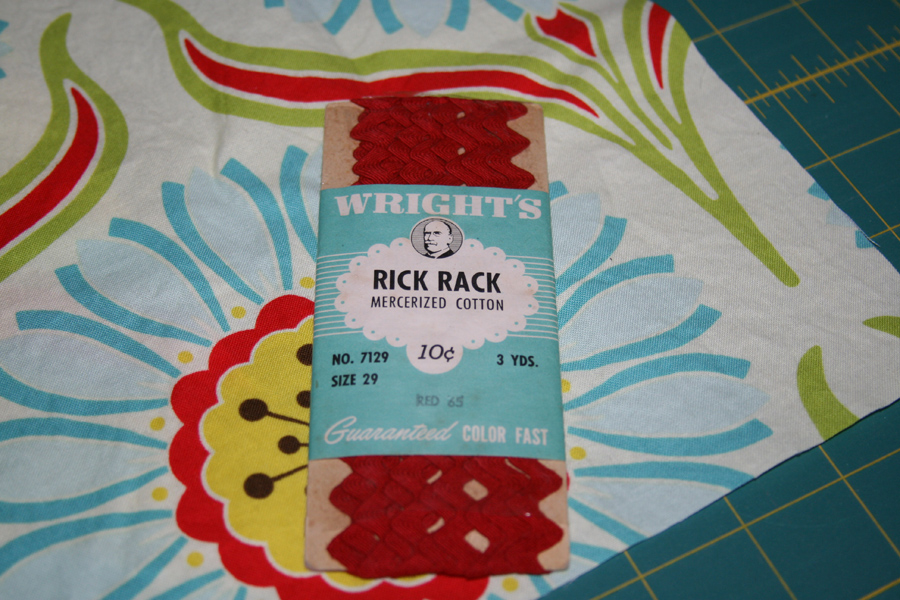 WRIGHT'S
RICK RACK
MERCERIZED COTTON
10¢
NO. 7129 3 YDS.
SIZE 29
RED 65
Guaranteed COLOR FAST